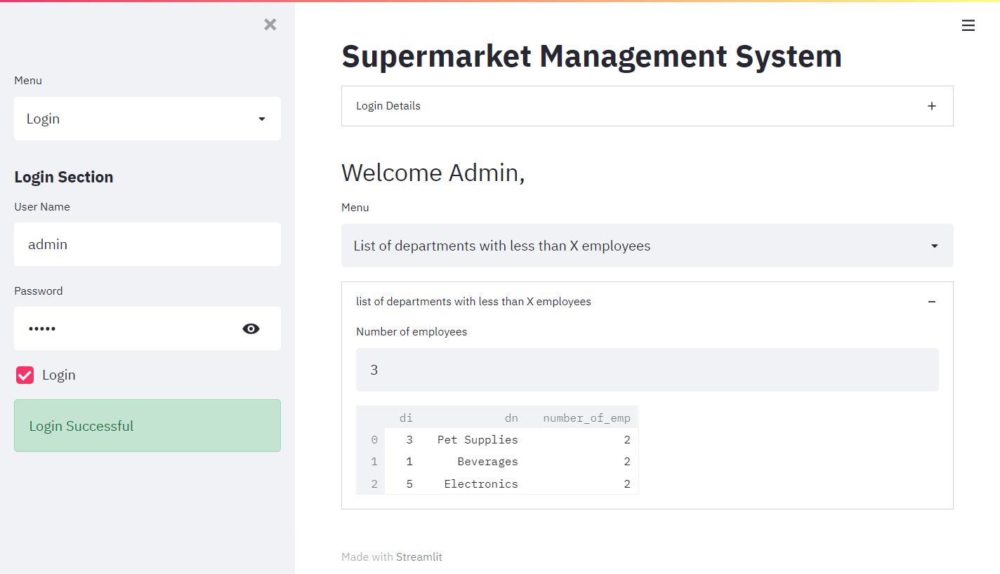 Menu
Login
Login Section
User Name
admin
Password
•••••
Login
Login Successful
Supermarket Management System
Login Details
Welcome Admin,
Menu
List of departments with less than X employees
list of departments with less than X employees
Number of employees
3
di dn number_of_emp
0 3 Pet Supplies 2
1 1 Beverages 2
2 5 Electronics 2
Made with Streamlit